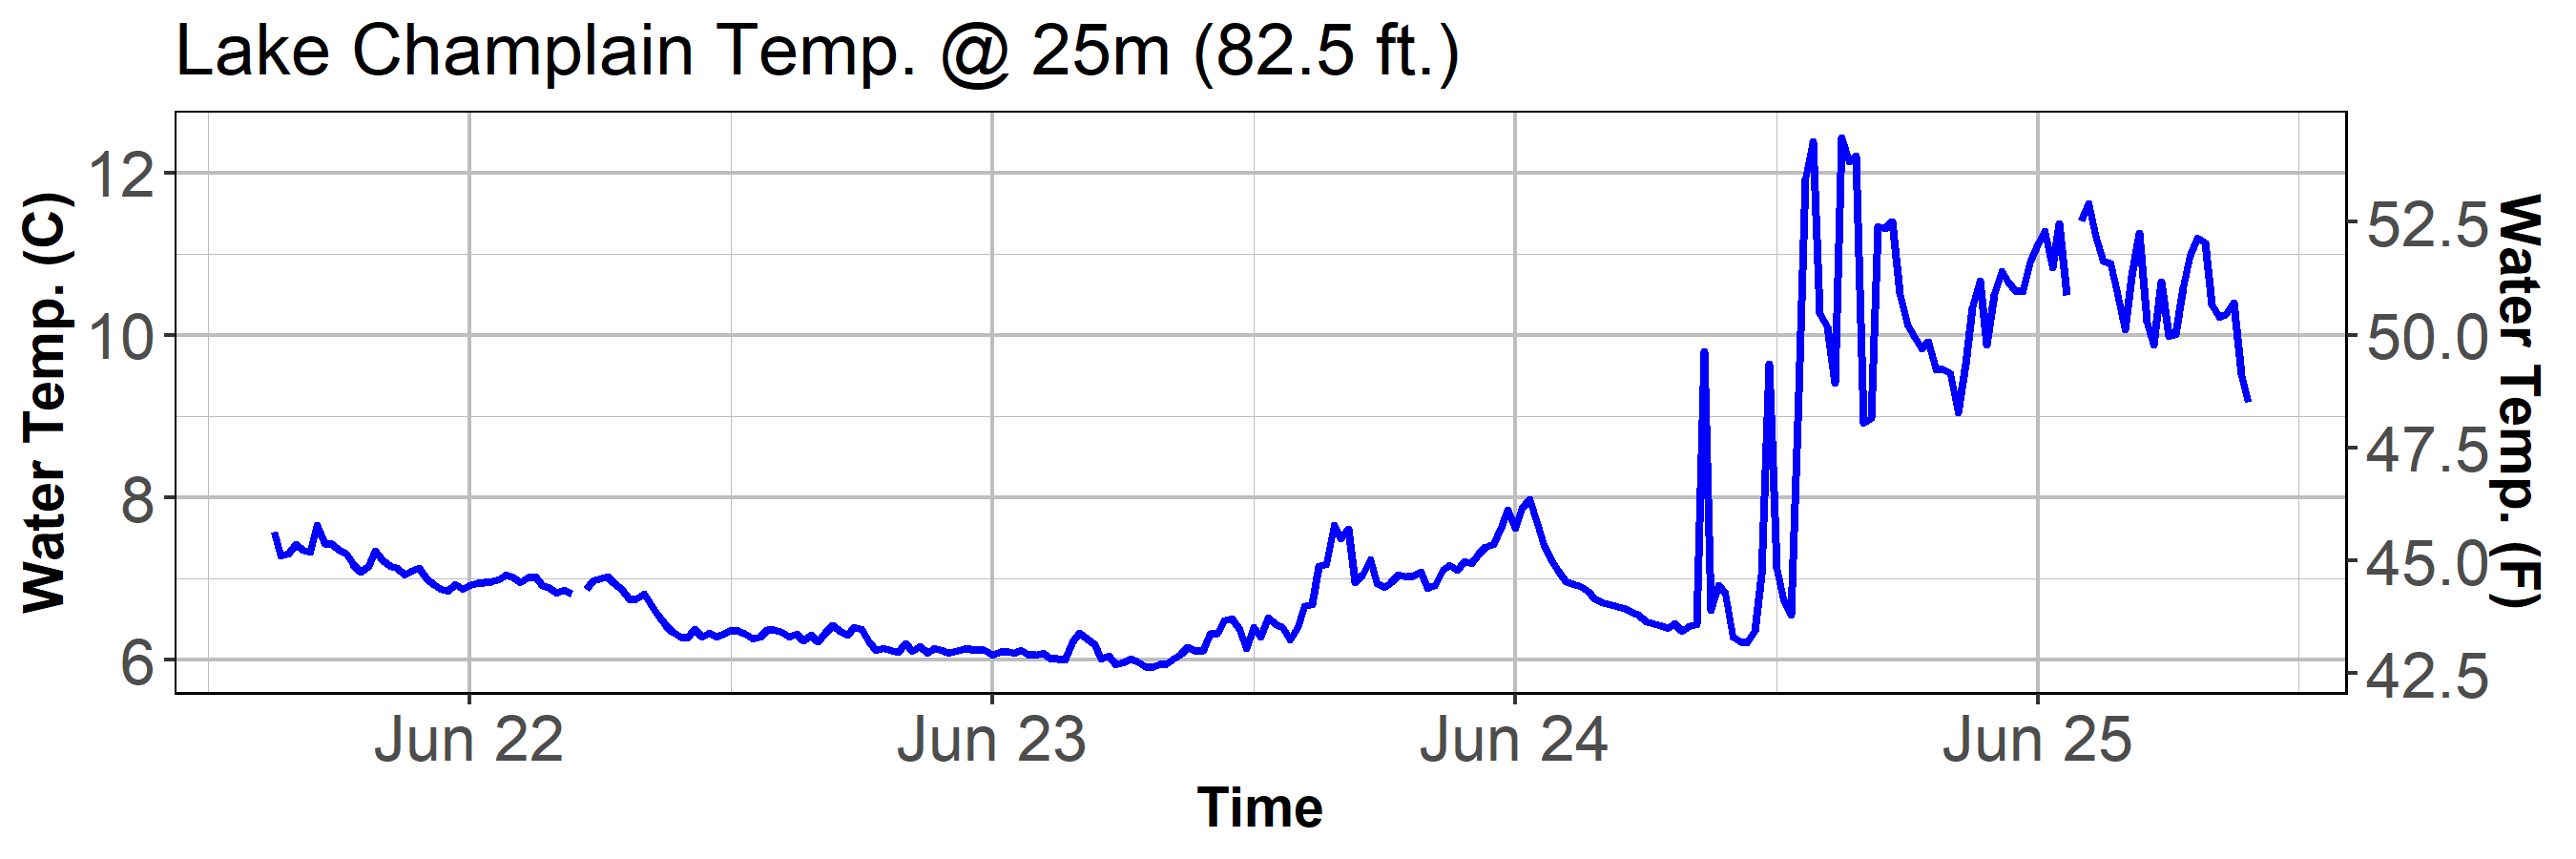 Lake Champlain Temp. @ 25m (82.5 ft.)
Water Temp. (C)
12
10
8
6
52.5
50.0
47.5
45.0
42.5
Water Temp. (F)
Jun 22 Jun 23 Jun 24 Jun 25
Time